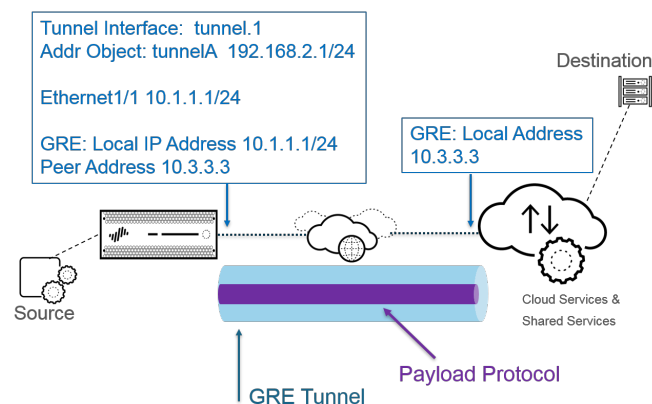 Tunnel Interface:  tunnel.1
Addr Object: tunnelA  192.168.2.1/24
Ethernet1/1 10.1.1.1/24
GRE: Local IP Address 10.1.1.1/24
Peer Address 10.3.3.3
Destination
GRE: Local Address
10.3.3.3
Source
Cloud Services &
Shared Services
Payload Protocol
GRE Tunnel